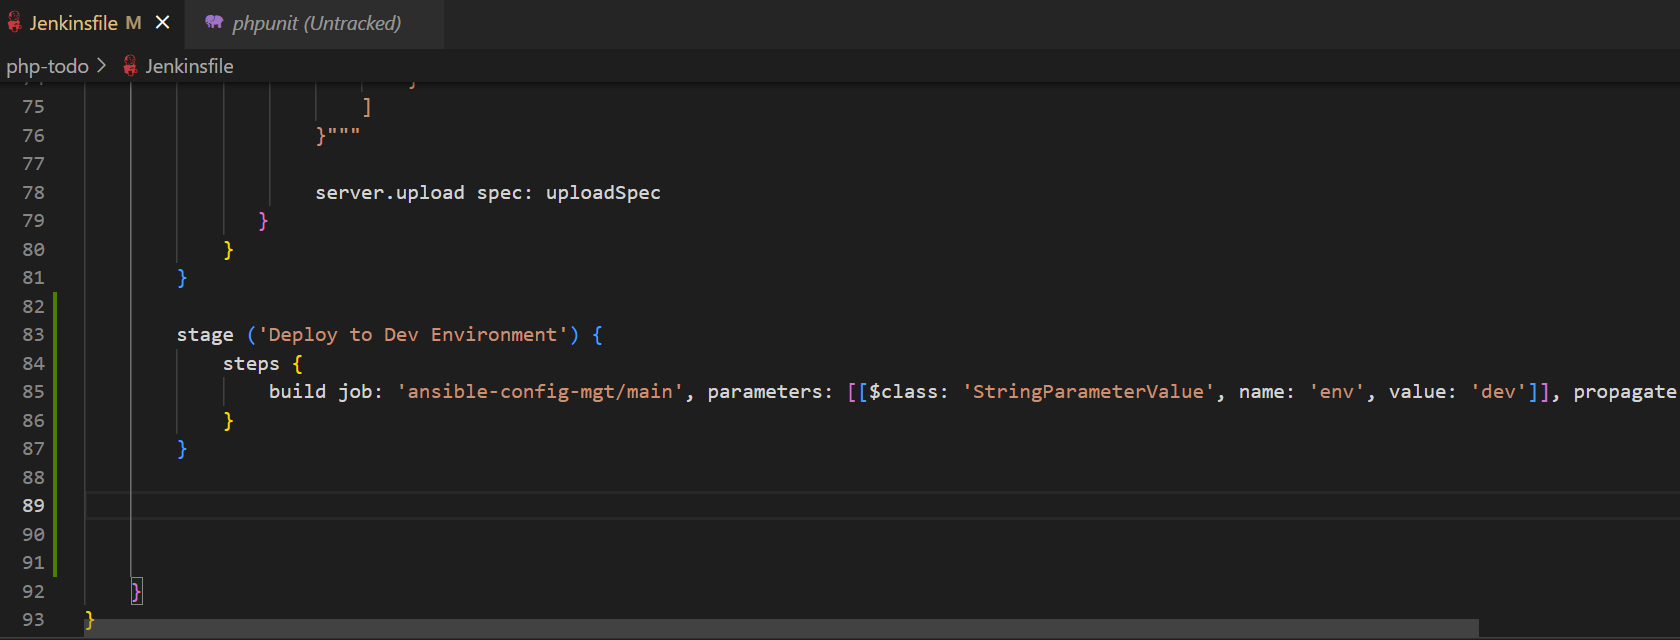 Jenkinsfile M × phpunit (Untracked)
php-todo > Jenkinsfile
75 ]
76 }"""
77
78 server.upload spec: uploadSpec
79 }
80 }
81 }
82
83 stage ('Deploy to Dev Environment') {
84 steps {
85 build job: 'ansible-config-mgt/main', parameters: [[$class: 'StringParameterValue', name: 'env', value: 'dev']], propagate
86 }
87 }
88
89
90
91
92 }
93 }